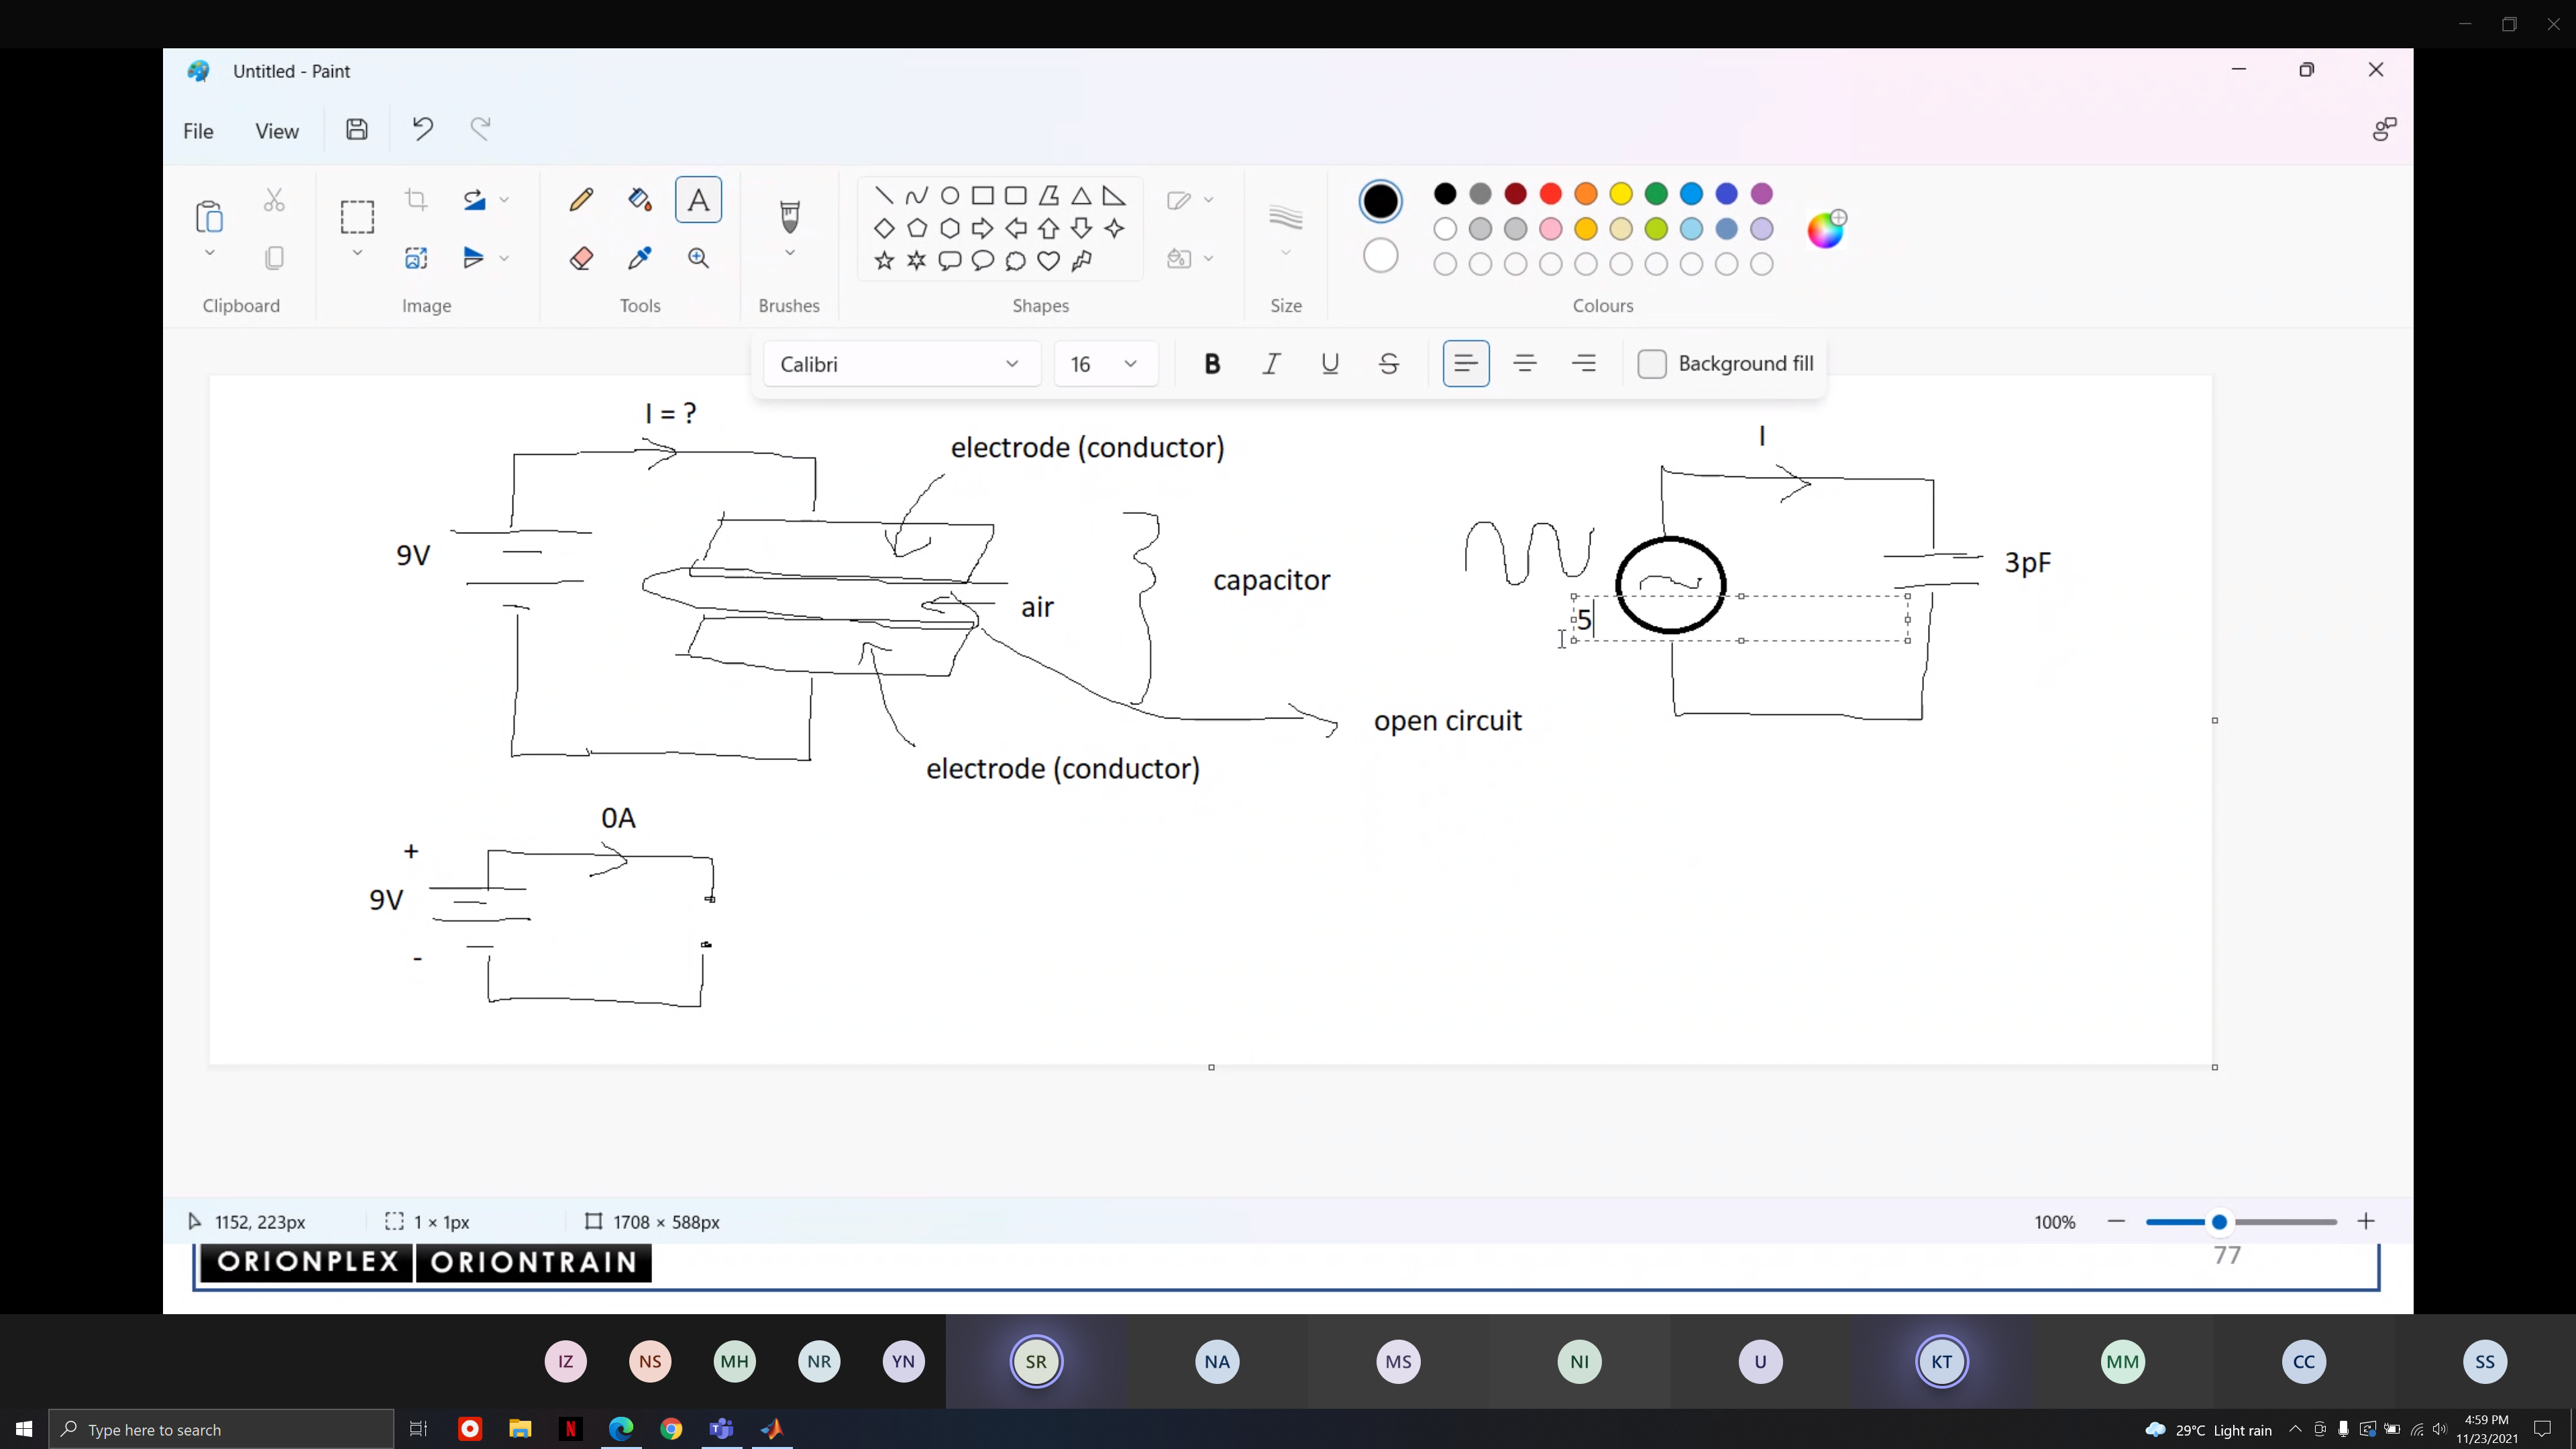 Untitled - Paint
File View
Clipboard Image Tools Brushes Shapes Size Colours
A
Calibri 16 B I U S Background fill
I = ?
electrode (conductor)
I
9V
3pF
capacitor
air
5
open circuit
electrode (conductor)
0A
+
9V
-
1152, 223px 1 × 1px 1708 × 588px 100%
ORIONPLEX ORIONTRAIN 77
IZ NS MH NR YN SR NA MS NI U KT MM CC SS
Type here to search N 29°C Light rain 4:59 PM
11/23/2021